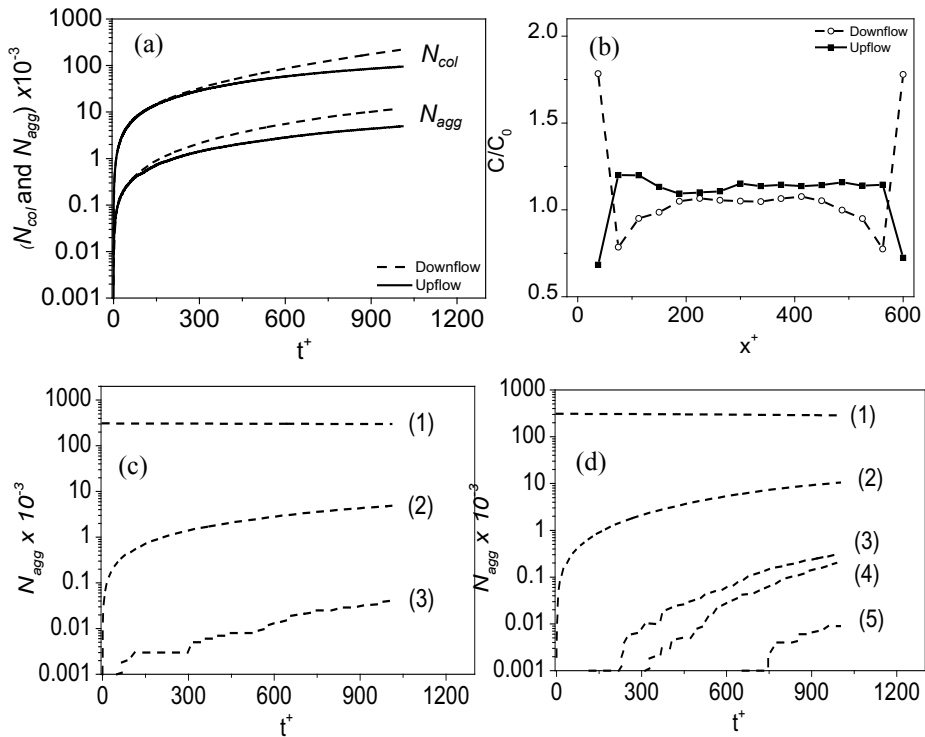 (a)
1000
100
10
1
0.1
0.01
0.001
(N_col and N_agg) x10^-3
N_col
N_agg
Downflow
Upflow
0 300 600 900 1200
t^+
(b)
Downflow
Upflow
2.0
1.5
1.0
0.5
C/C_0
0 200 400 600
x^+
(c)
1000
100
10
1
0.1
0.01
0.001
N_agg x 10^-3
(1)
(2)
(3)
0 300 600 900 1200
t^+
(d)
1000
100
10
1
0.1
0.01
0.001
N_agg x 10^-3
(1)
(2)
(3)
(4)
(5)
0 300 600 900 1200
t^+